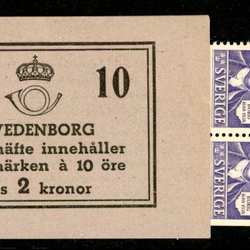 10
VEDENBORG
häfte innehåller
märken à 10 öre
s 2 kronor
SVERIGE
SVERIGE